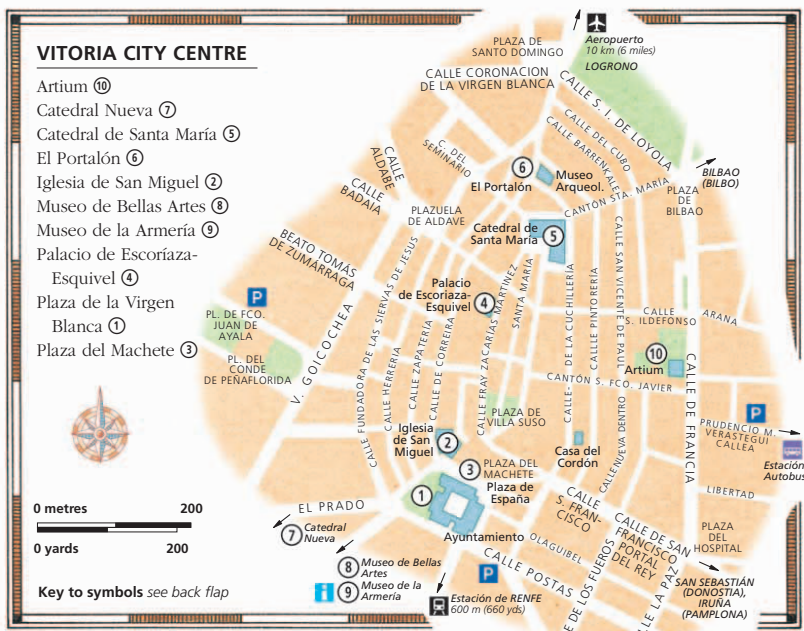 VITORIA CITY CENTRE
Artium ⑩
Catedral Nueva ⑦
Catedral de Santa María ⑤
El Portalón ⑥
Iglesia de San Miguel ②
Museo de Bellas Artes ⑧
Museo de la Armería ⑨
Palacio de Escoríaza-
Esquivel ④
Plaza de la Virgen
Blanca ①
Plaza del Machete ③
0 metres 200
0 yards 200
Key to symbols see back flap
PLAZA DE
SANTO DOMINGO
Aeropuerto
10 km (6 miles)
LOGRONO
CALLE CORONACION
DE LA VIRGEN BLANCA
CALLE S. I. DE LOYOLA
CALLE DEL CUBO
CALLE BARRENKALE
C. DEL
SEMINARIO
CALLE
ALDABE
CALLE
BADAIA
⑥
El Portalón
Museo
Arqueol.
CANTÓN STA. MARÍA
BILBAO
(BILBO)
PLAZA
DE
BILBAO
PLAZUELA
DE ALDAVE
Catedral de
Santa María
⑤
BEATO TOMÁS
DE ZUMÁRRAGA
P
PL. DE FCO.
JUAN DE
AYALA
PL. DEL
CONDE
DE PEÑAFLORIDA
V. GOICOCHEA
CALLE FUNDADORA DE LAS SIERVAS DE JESUS
CALLE HERRERIA
CALLE ZAPATERÍA
CALLE DE CORREIRA
Palacio
de Escoriaza-
Esquivel
④
CALLE FRAY ZACARIAS MARTINEZ
SANTA MARÍA
CALLE- DE LA CUCHILLERÍA
CALLE PINTORERIA
CALLE SAN VICENTE DE PAUL
CALLE NUEVA DENTRO
CALLE
S. ILDEFONSO
ARANA
⑩
Artium
CANTÓN S. FCO. JAVIER
CALLE DE FRANCIA
P
PRUDENCIO M.
VERASTEGUI
CALLEA
Estación
Autobus
LIBERTAD
PLAZA DE
VILLA SUSO
Iglesia
de San
Miguel
②
③
PLAZA DEL
MACHETE
Plaza de
España
①
Casa del
Cordón
CALLE
S. FRAN-
CISCO
CALLE DE SAN
FRANCISCO
PORTAL
DEL REY
PLAZA
DEL
HOSPITAL
EL PRADO
⑦
Catedral
Nueva
⑧
Museo de Bellas
Artes
i
⑨
Museo de la
Armería
Ayuntamiento
OLAGUIBEL
CALLE POSTAS
P
Estación de RENFE
600 m (660 yds)
E DE LOS FUEROS
LLE LA PAZ
SAN SEBASTIÁN
(DONOSTIA),
IRUÑA
(PAMPLONA)